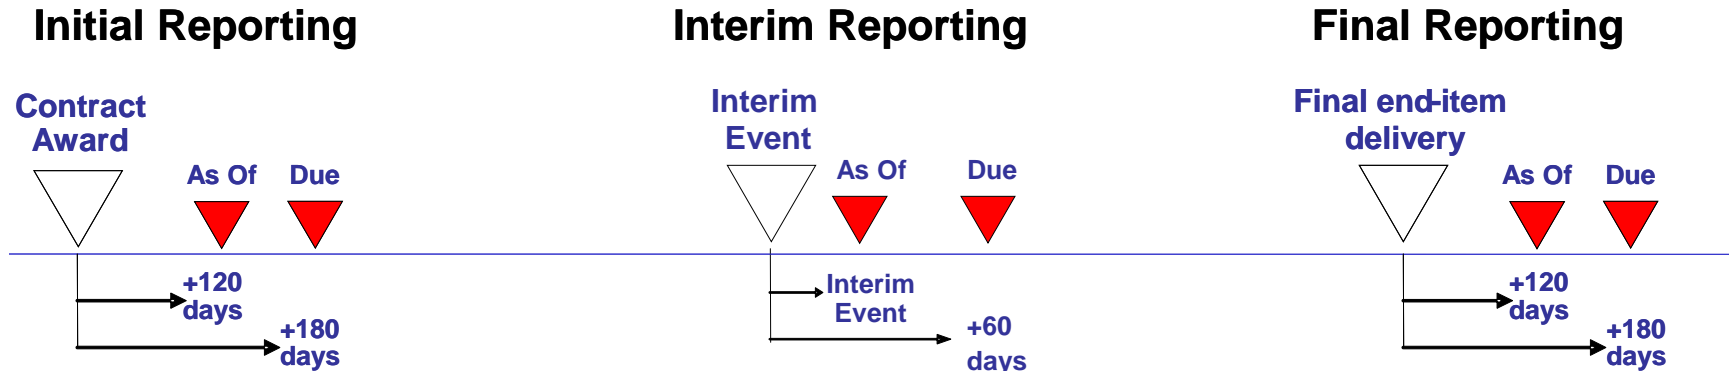 Initial Reporting
Contract
Award
As Of
Due
+120
days
+180
days
Interim Reporting
Interim
Event
As Of
Due
Interim
Event
+60
days
Final Reporting
Final end-item
delivery
As Of
Due
+120
days
+180
days